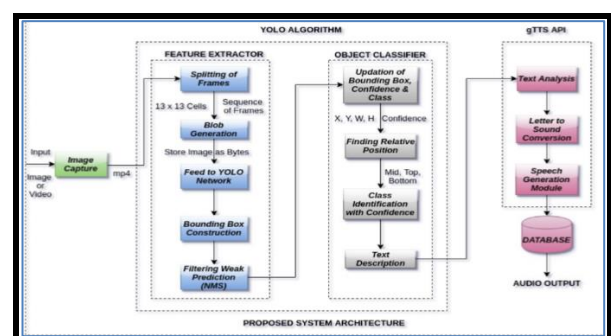 YOLO ALGORITHM
gTTS API
FEATURE EXTRACTOR
OBJECT CLASSIFIER
Input
Image
or
Video
Image
Capture
mp4
Splitting of
Frames
13 x 13 Cells
Sequence
of Frames
Blob
Generation
Store Image as Bytes
Feed to YOLO
Network
Bounding Box
Construction
Filtering Weak
Prediction
(NMS)
Updation of
Bounding Box,
Confidence &
Class
X, Y, W, H
Confidence
Finding Relative
Position
Mid, Top,
Bottom
Class
Identification
with Confidence
Text
Description
Text Analysis
Letter to
Sound
Conversion
Speech
Generation
Module
DATABASE
AUDIO OUTPUT
PROPOSED SYSTEM ARCHITECTURE